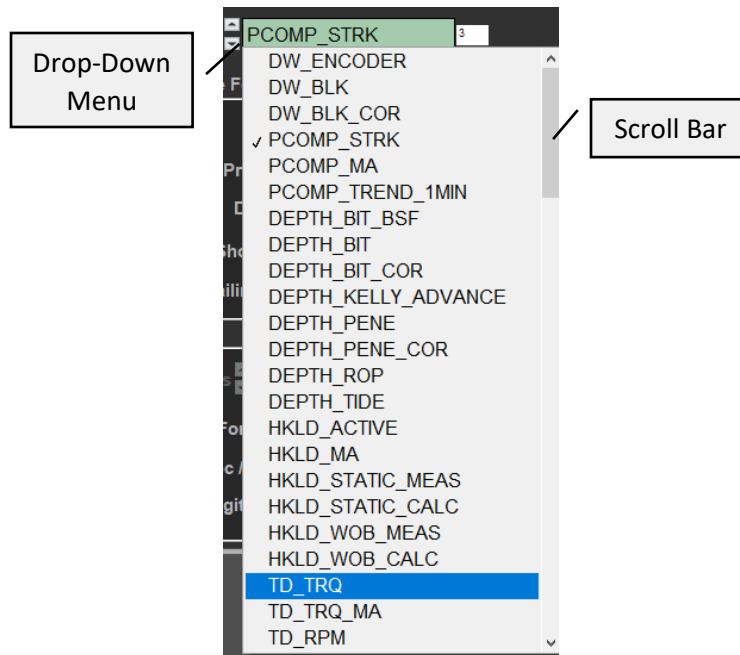 PCOMP_STRK 3
Drop-Down
Menu
Scroll Bar
DW_ENCODER
DW_BLK
DW_BLK_COR
✓ PCOMP_STRK
PCOMP_MA
PCOMP_TREND_1MIN
DEPTH_BIT_BSF
DEPTH_BIT
DEPTH_BIT_COR
DEPTH_KELLY_ADVANCE
DEPTH_PENE
DEPTH_PENE_COR
DEPTH_ROP
DEPTH_TIDE
HKLD_ACTIVE
HKLD_MA
HKLD_STATIC_MEAS
HKLD_STATIC_CALC
HKLD_WOB_MEAS
HKLD_WOB_CALC
TD_TRQ
TD_TRQ_MA
TD_RPM